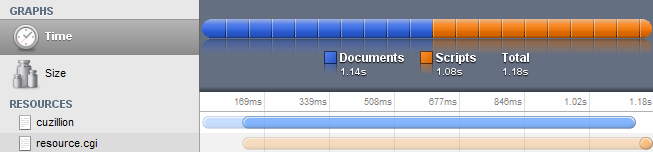 GRAPHS
Time
Size
Documents Scripts Total
1.14s 1.08s 1.18s
RESOURCES
169ms 339ms 508ms 677ms 846ms 1.02s 1.18s
cuzillion
resource.cgi